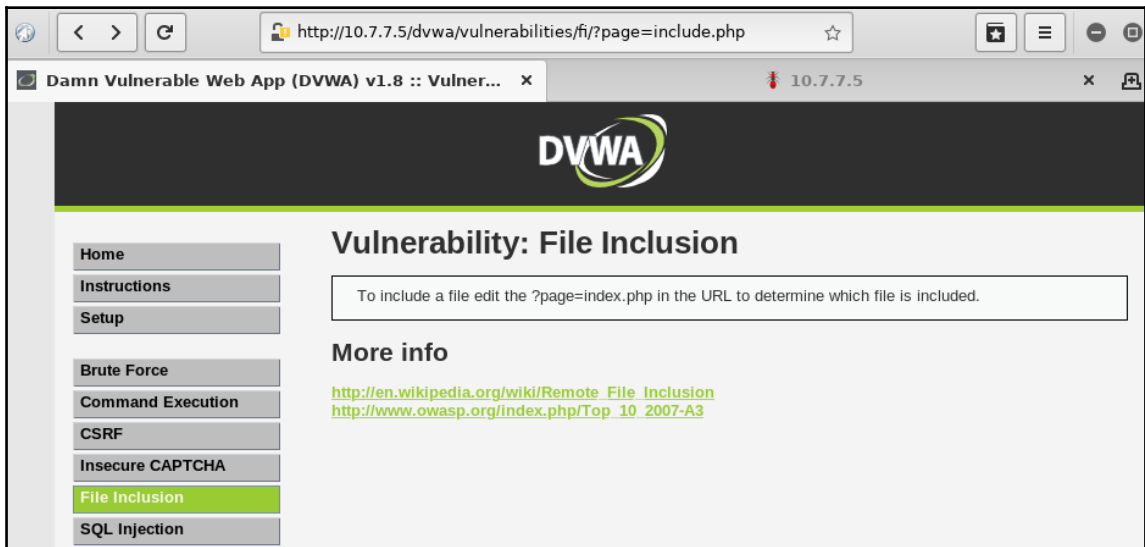 http://10.7.7.5/dvwa/vulnerabilities/fi/?page=include.php
Damn Vulnerable Web App (DVWA) v1.8 :: Vulner...
10.7.7.5
DVWA
Home
Instructions
Setup
Brute Force
Command Execution
CSRF
Insecure CAPTCHA
File Inclusion
SQL Injection
Vulnerability: File Inclusion
To include a file edit the ?page=index.php in the URL to determine which file is included.
More info
http://en.wikipedia.org/wiki/Remote_File_Inclusion
http://www.owasp.org/index.php/Top_10_2007-A3